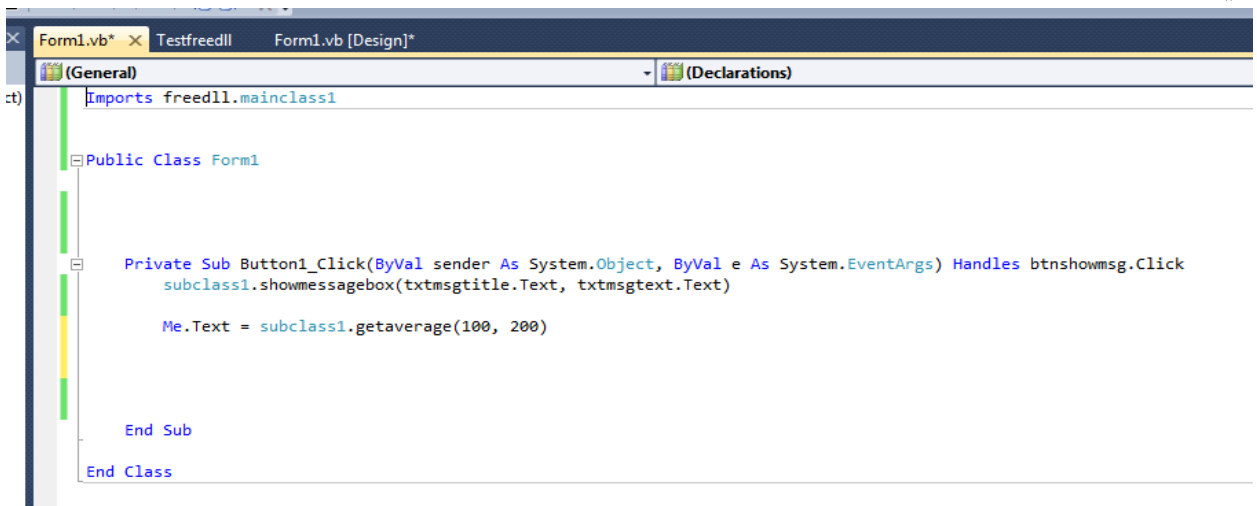 Form1.vb* Testfreedll Form1.vb [Design]*
(General) (Declarations)
ct)
Imports freedll.mainclass1
Public Class Form1
Private Sub Button1_Click(ByVal sender As System.Object, ByVal e As System.EventArgs) Handles btnshowmsg.Click
subclass1.showmessagebox(txtmsgtitle.Text, txtmsgtext.Text)
Me.Text = subclass1.getaverage(100, 200)
End Sub
End Class